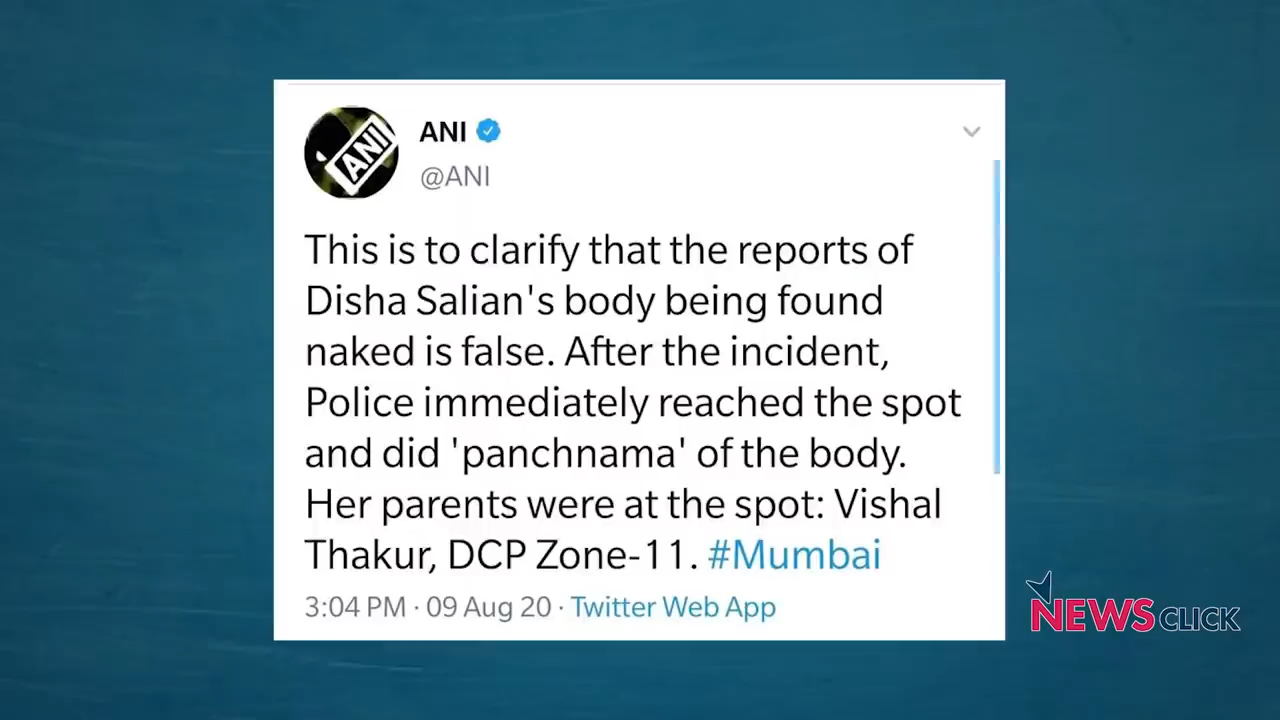 ANI
ANI
@ANI
This is to clarify that the reports of
Disha Salian's body being found
naked is false. After the incident,
Police immediately reached the spot
and did 'panchnama' of the body.
Her parents were at the spot: Vishal
Thakur, DCP Zone-11. #Mumbai
3:04 PM · 09 Aug 20 · Twitter Web App
NEWSCLICK